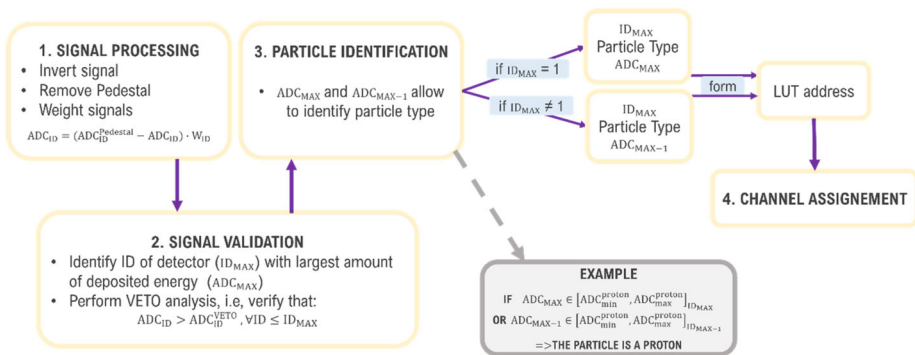 1. SIGNAL PROCESSING
• Invert signal
• Remove Pedestal
• Weight signals
ADC_ID = (ADC_ID^Pedestal − ADC_ID) · W_ID
2. SIGNAL VALIDATION
• Identify ID of detector (ID_MAX) with largest amount
of deposited energy (ADC_MAX)
• Perform VETO analysis, i.e, verify that:
ADC_ID > ADC_ID^VETO, ∀ID ≤ ID_MAX
3. PARTICLE IDENTIFICATION
• ADC_MAX and ADC_MAX−1 allow
to identify particle type
if ID_MAX = 1
if ID_MAX ≠ 1
ID_MAX
Particle Type
ADC_MAX
ID_MAX
Particle Type
ADC_MAX−1
form
LUT address
4. CHANNEL ASSIGNEMENT
EXAMPLE
IF ADC_MAX ∈ [ADC_min^proton, ADC_max^proton]_ID_MAX
OR ADC_MAX−1 ∈ [ADC_min^proton, ADC_max^proton]_ID_MAX−1
=>THE PARTICLE IS A PROTON